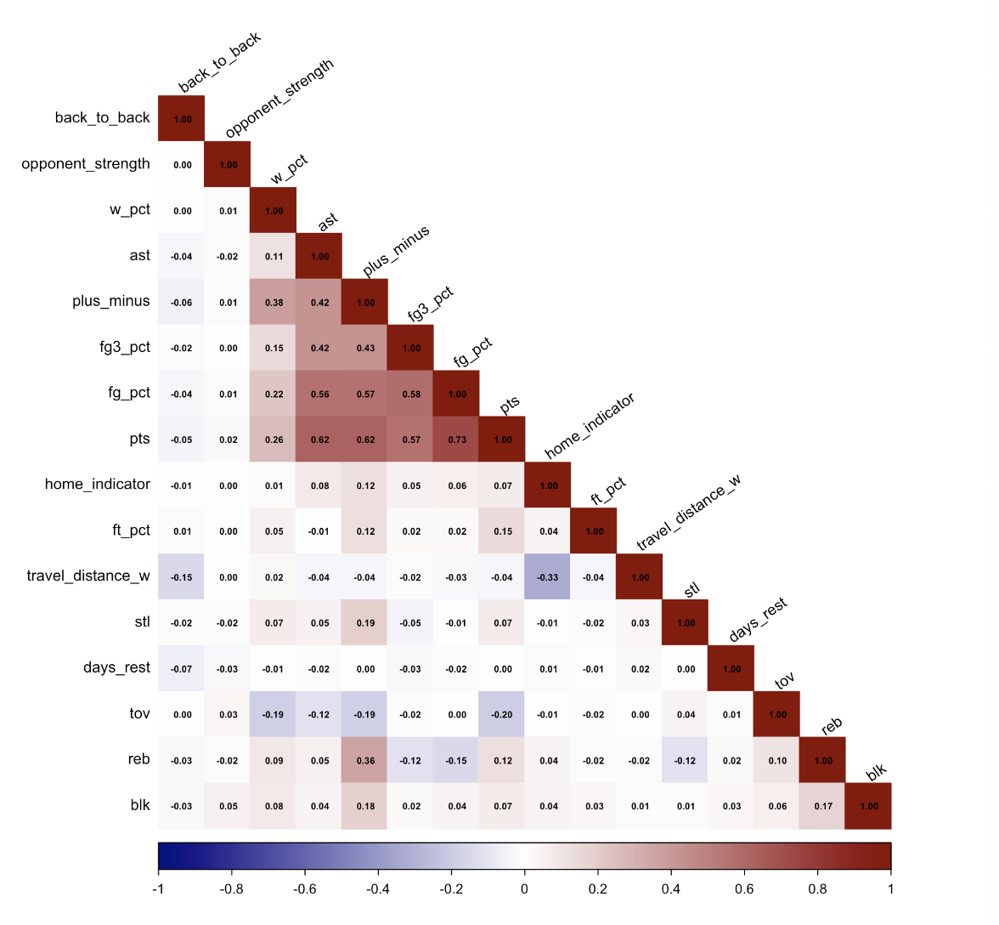 back_to_back
back_to_back 1.00 opponent_strength
opponent_strength 0.00 1.00 w_pct
w_pct 0.00 0.01 1.00 ast
ast -0.04 -0.02 0.11 1.00 plus_minus
plus_minus -0.06 0.01 0.38 0.42 1.00 fg3_pct
fg3_pct -0.02 0.00 0.15 0.42 0.43 1.00 fg_pct
fg_pct -0.04 0.01 0.22 0.56 0.57 0.58 1.00 pts
pts -0.05 0.02 0.26 0.62 0.62 0.57 0.73 1.00 home_indicator
home_indicator -0.01 0.00 0.01 0.08 0.12 0.05 0.06 0.07 1.00 ft_pct
ft_pct 0.01 0.00 0.05 -0.01 0.12 0.02 0.02 0.15 0.04 1.00 travel_distance_w
travel_distance_w -0.15 0.00 0.02 -0.04 -0.04 -0.02 -0.03 -0.04 -0.33 -0.04 1.00 stl
stl -0.02 -0.02 0.07 0.05 0.19 -0.05 -0.01 0.07 -0.01 -0.02 0.03 1.00 days_rest
days_rest -0.07 -0.03 -0.01 -0.02 0.00 -0.03 -0.02 0.00 0.01 -0.01 0.02 0.00 1.00 tov
tov 0.00 0.03 -0.19 -0.12 -0.19 -0.02 0.00 -0.20 -0.01 -0.02 0.00 0.04 0.01 1.00 reb
reb -0.03 -0.02 0.09 0.05 0.36 -0.12 -0.15 0.12 0.04 -0.02 -0.02 -0.12 0.02 0.10 1.00 blk
blk -0.03 0.05 0.08 0.04 0.18 0.02 0.04 0.07 0.04 0.03 0.01 0.01 0.03 0.06 0.17 1.00
-1 -0.8 -0.6 -0.4 -0.2 0 0.2 0.4 0.6 0.8 1